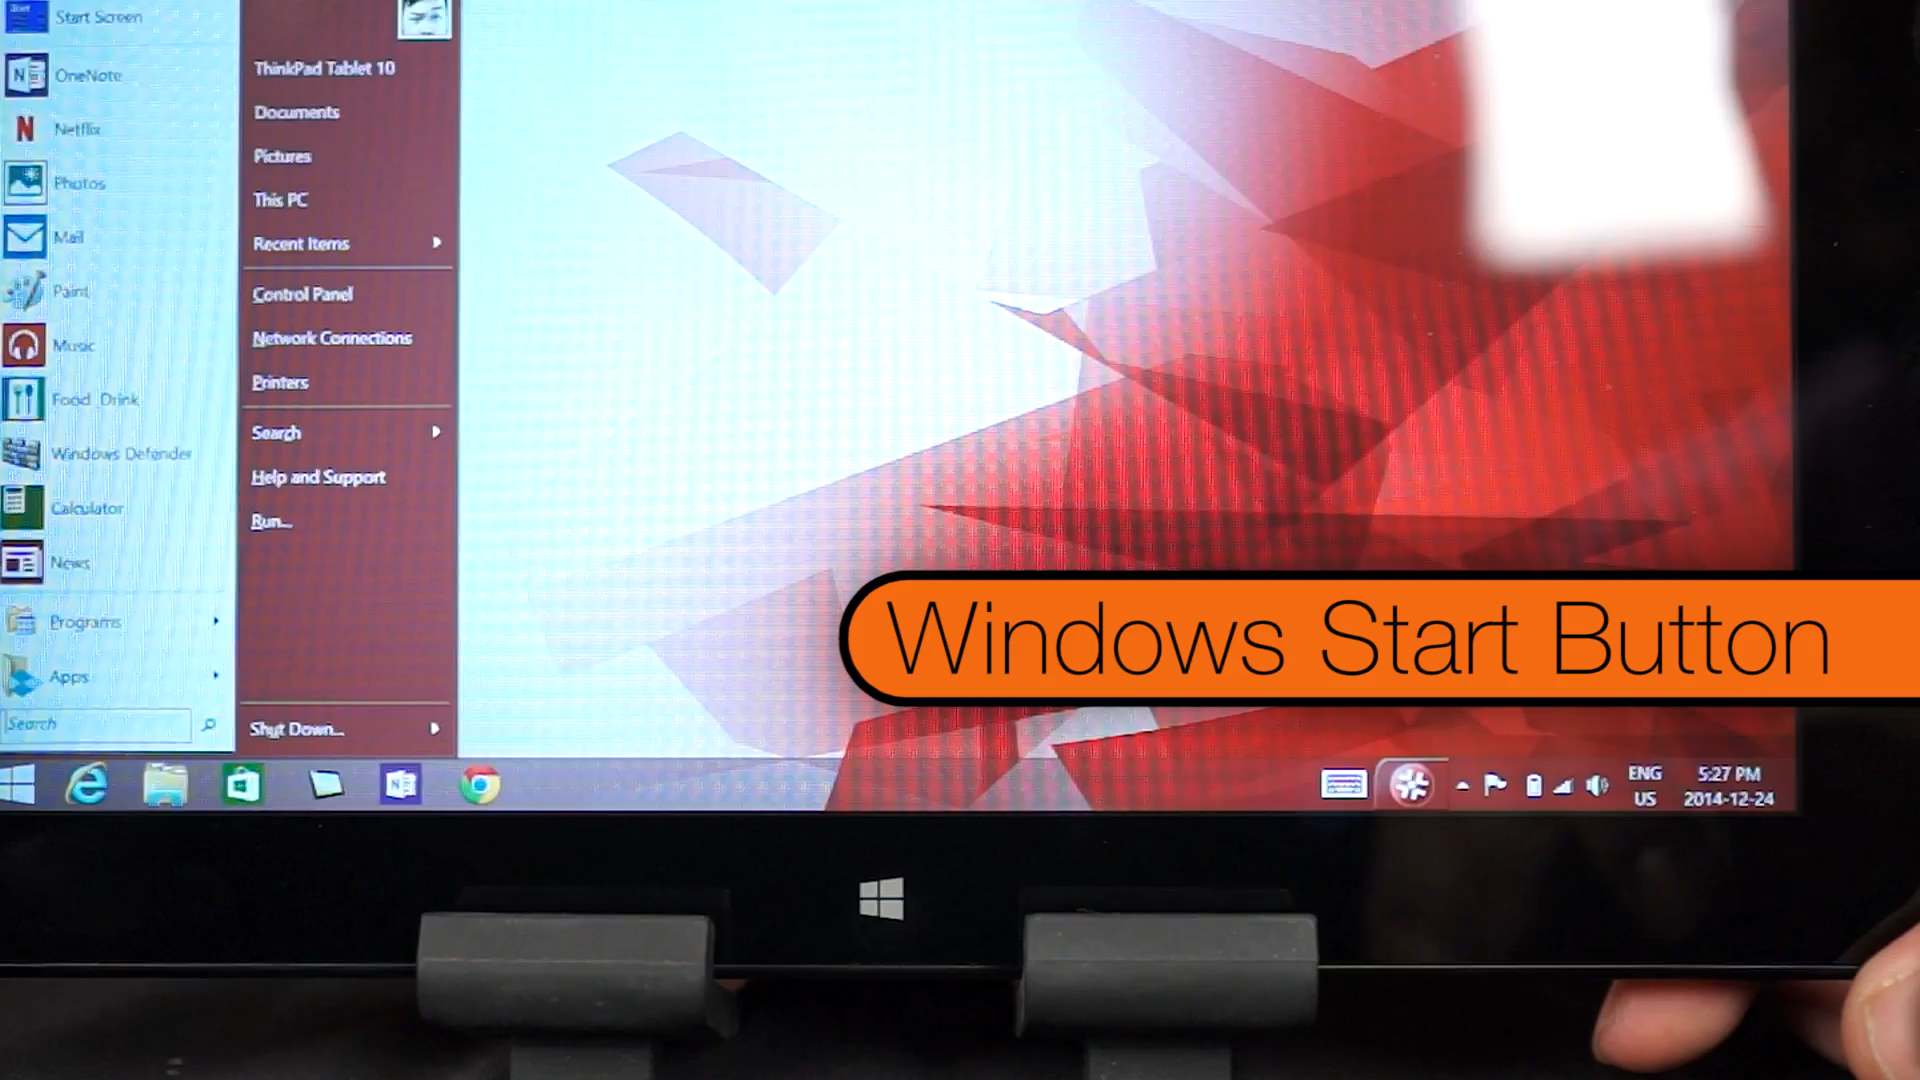 Start Screen
OneNote
Netflix
Photos
Mail
Paint
Music
Food Drink
Windows Defender
Calculator
News
Programs
Apps
Search
ThinkPad Tablet 10
Documents
Pictures
This PC
Recent Items
Control Panel
Network Connections
Printers
Search
Help and Support
Run...
Shut Down...
Windows Start Button
ENG
US
5:27 PM
2014-12-24